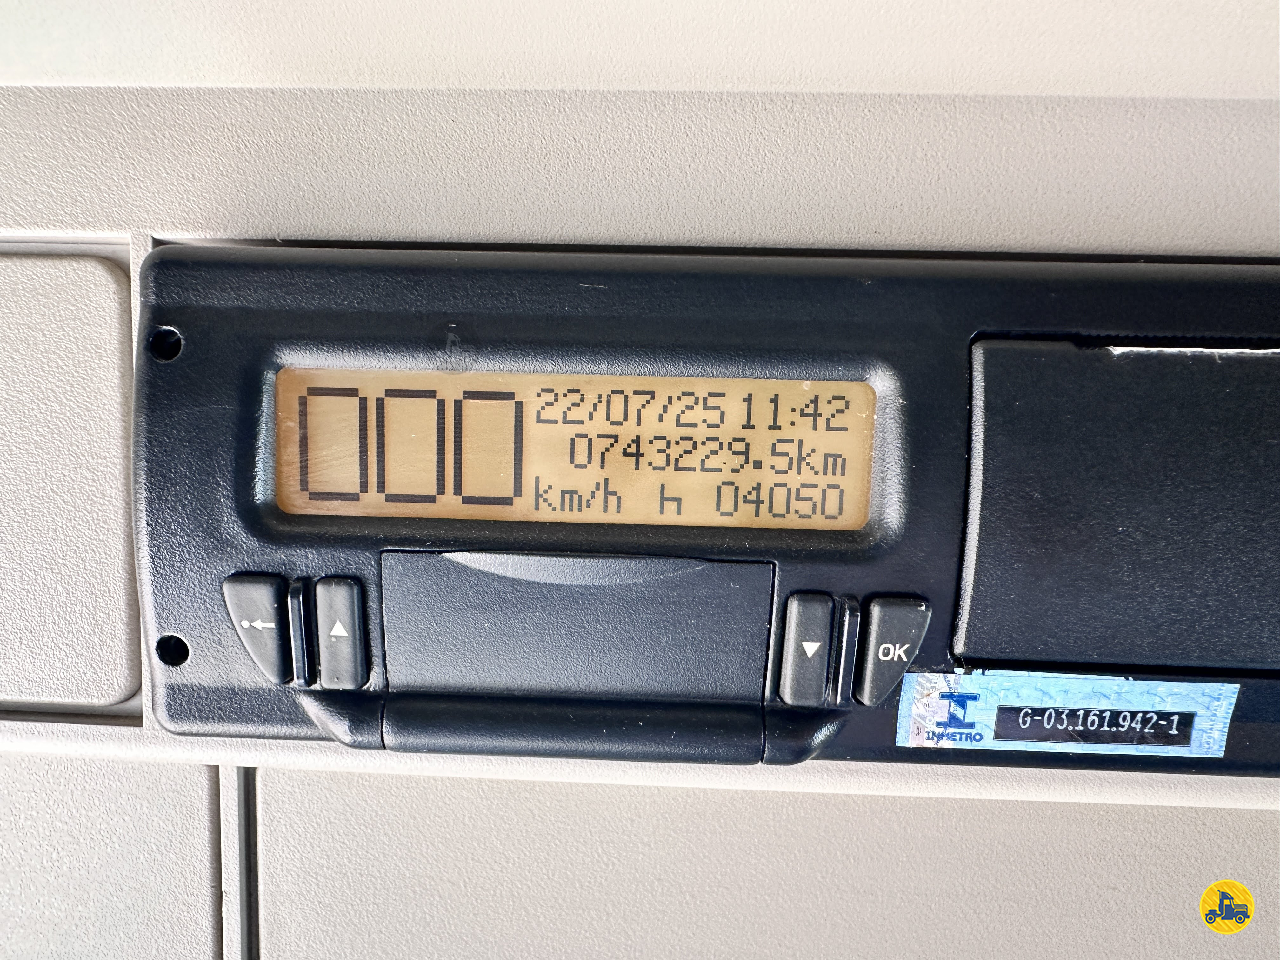 000
22/07/25 11:42
0743229.5km
km/h h 04050
OK
INMETRO
G-03.161.942-1